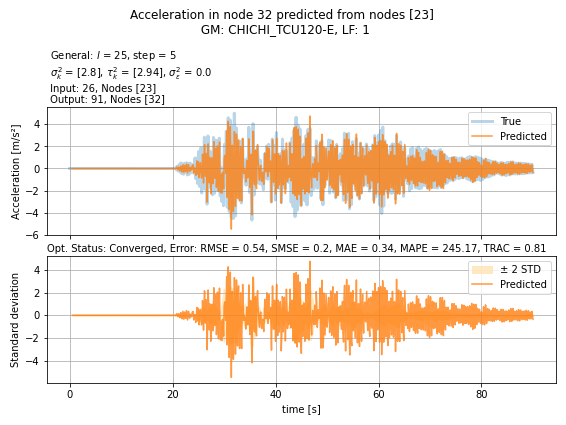 Acceleration in node 32 predicted from nodes [23]
GM: CHICHI_TCU120-E, LF: 1
General: l = 25, step = 5
σ²ₖ = [2.8], τ²ₖ = [2.94], σ²ε = 0.0
Input: 26, Nodes [23]
Output: 91, Nodes [32]
True
Predicted
Acceleration [m/s²]
4
2
0
−2
−4
−6
Opt. Status: Converged, Error: RMSE = 0.54, SMSE = 0.2, MAE = 0.34, MAPE = 245.17, TRAC = 0.81
± 2 STD
Predicted
Standard deviation
4
2
0
−2
−4
0 20 40 60 80
time [s]